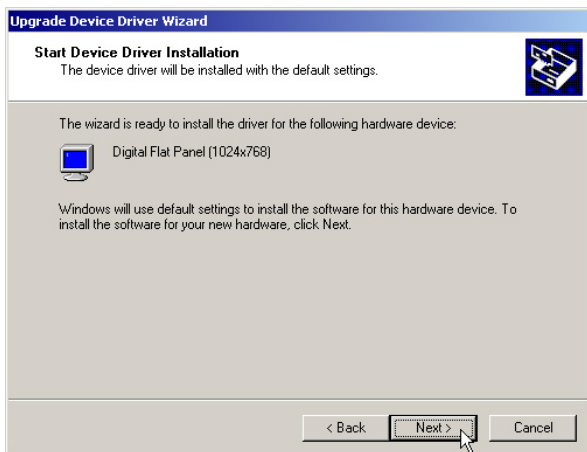 Upgrade Device Driver Wizard
Start Device Driver Installation
The device driver will be installed with the default settings.
The wizard is ready to install the driver for the following hardware device:
Digital Flat Panel (1024x768)
Windows will use default settings to install the software for this hardware device. To
install the software for your new hardware, click Next.
< Back Next > Cancel